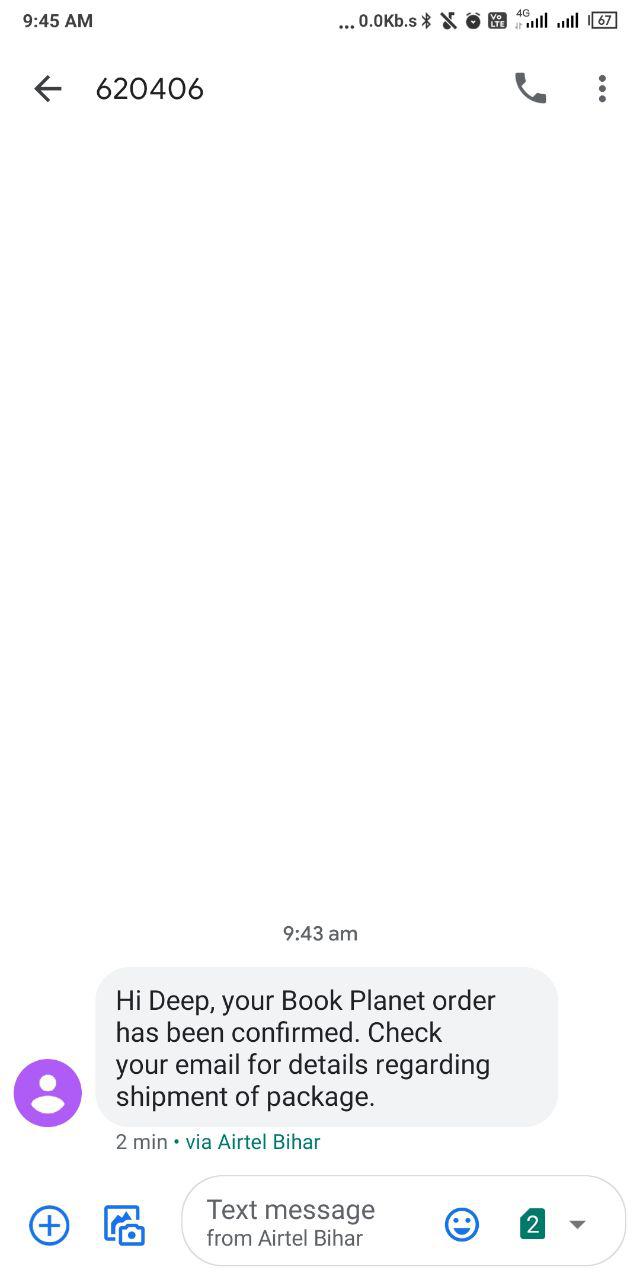 9:45 AM ... 0.0Kb.s Vo LTE 4G 67
620406
9:43 am
Hi Deep, your Book Planet order
has been confirmed. Check
your email for details regarding
shipment of package.
2 min • via Airtel Bihar
Text message
from Airtel Bihar
2